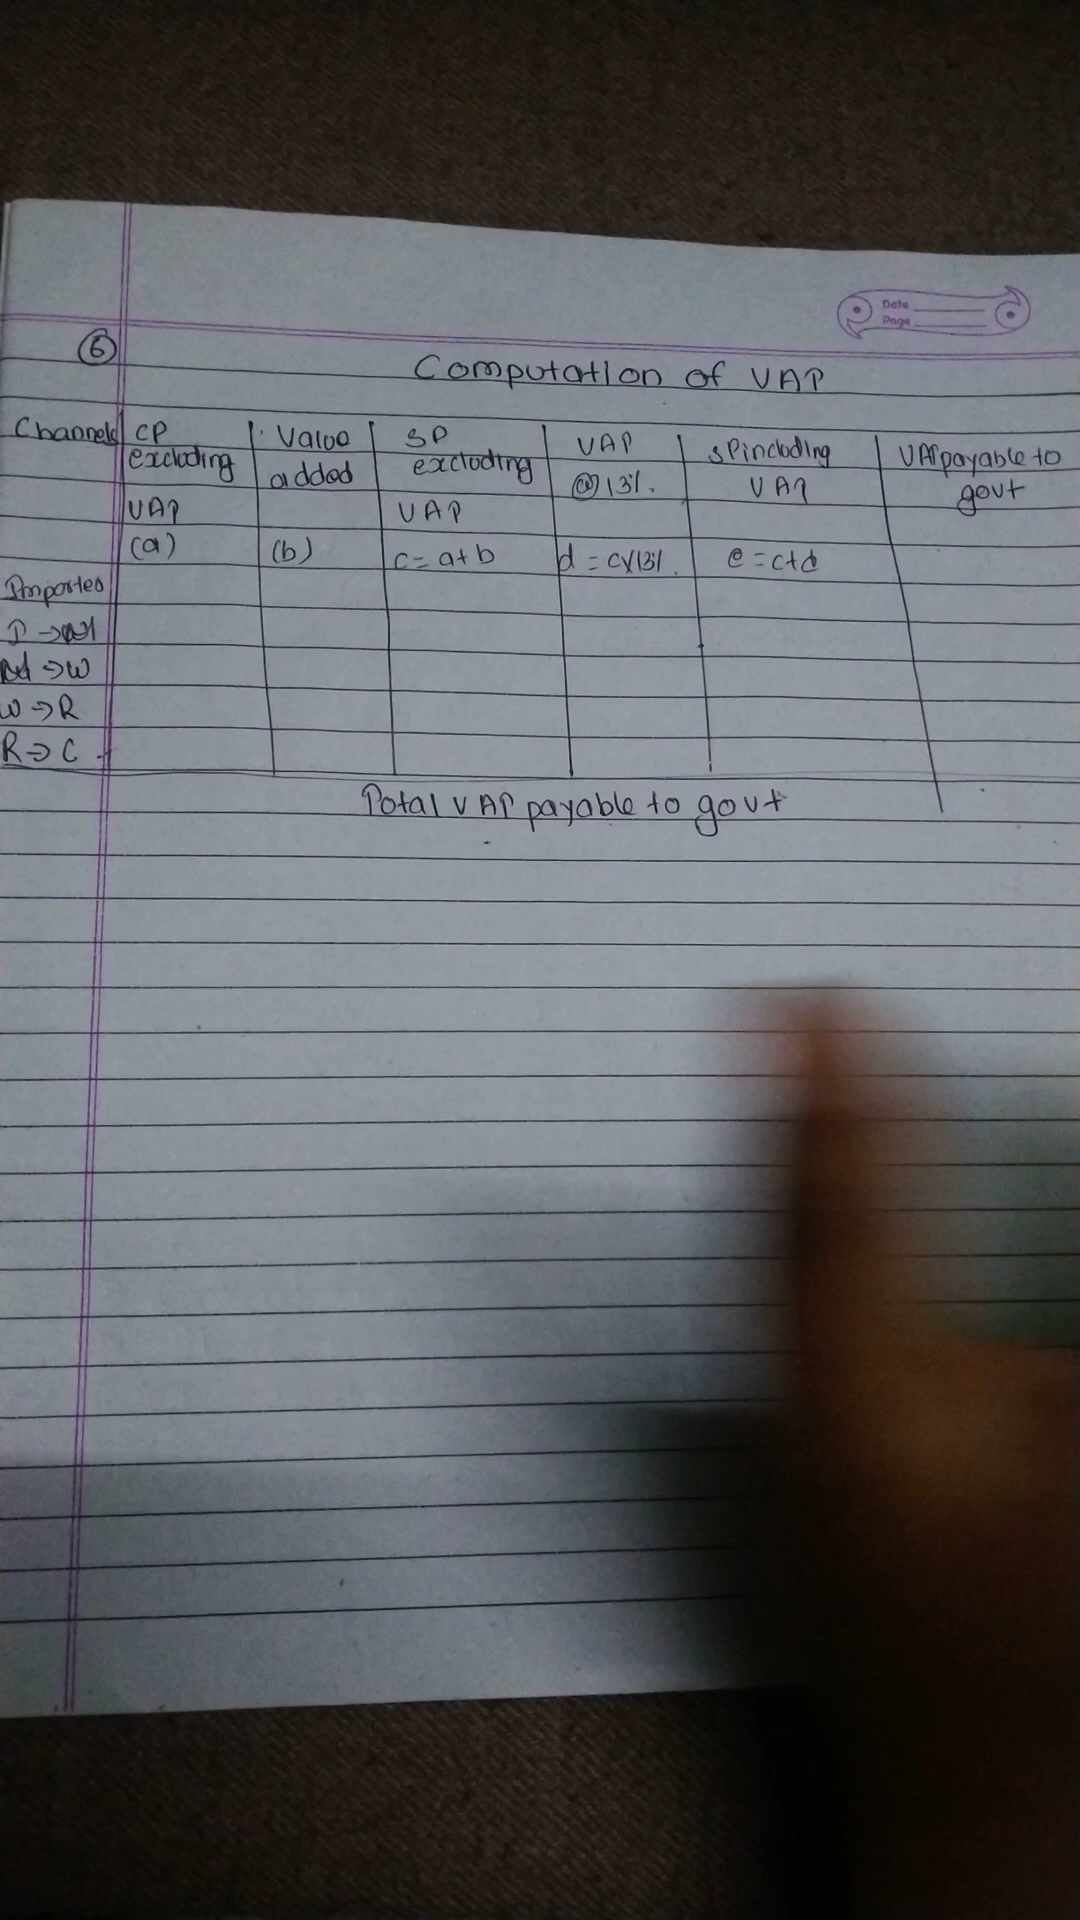 Date
Page
6
Computation of VAT
Channels | CP excluding VAT (a) | Value added (b) | SP excluding VAT c = a+b | VAT @13%. d = c×13%. | SP including VAT e = c+d | VAT payable to govt
Importer
I →
→ W
W → R
R → C
Total VAT payable to govt